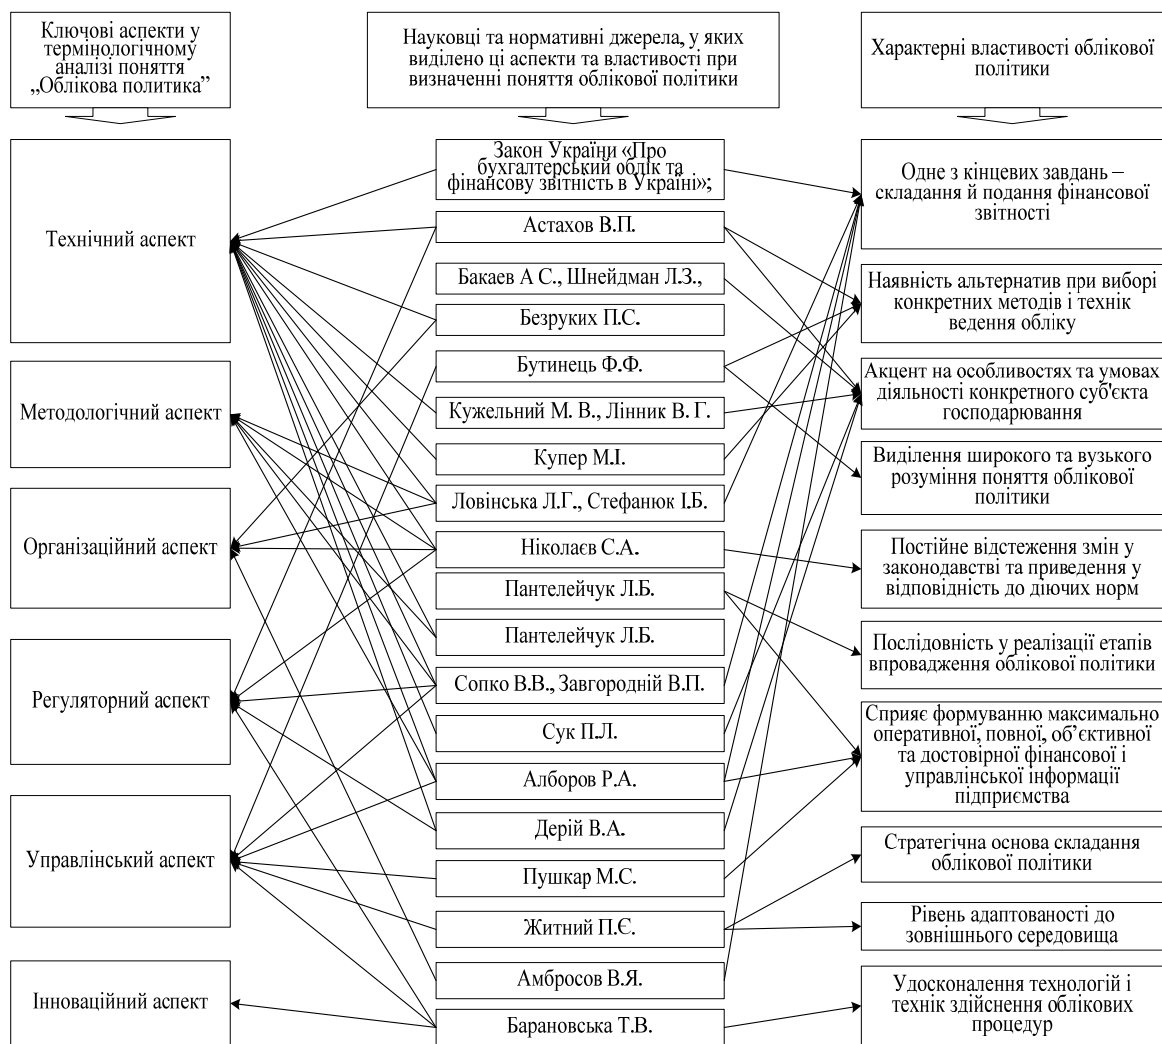 Ключові аспекти у
термінологічному
аналізі поняття
„Облікова политика”
Науковці та нормативні джерела, у яких
виділено ці аспекти та властивості при
визначенні поняття облікової політики
Характерні властивості облікової
політики
Технічний аспект
Методологічний аспект
Організаційний аспект
Регуляторний аспект
Управлінський аспект
Інноваційний аспект
Закон України «Про
бухгалтерський облік та
фінансову звітність в Україні»;
Астахов В.П.
Бакаев А С., Шнейдман Л.З.,
Безруких П.С.
Бутинець Ф.Ф.
Кужельний М. В., Лінник В. Г.
Купер М.І.
Ловінська Л.Г., Стефанюк І.Б.
Ніколаєв С.А.
Пантелейчук Л.Б.
Пантелейчук Л.Б.
Сопко В.В., Завгородній В.П.
Сук П.Л.
Алборов Р.А.
Дерій В.А.
Пушкар М.С.
Житний П.Є.
Амбросов В.Я.
Барановська Т.В.
Одне з кінцевих завдань –
складання й подання фінансової
звітності
Наявність альтернатив при виборі
конкретних методів і технік
ведення обліку
Акцент на особливостях та умовах
діяльності конкретного суб'єкта
господарювання
Виділення широкого та вузького
розуміння поняття облікової
політики
Постійне відстеження змін у
законодавстві та приведення у
відповідність до діючих норм
Послідовність у реалізації етапів
впровадження облікової політики
Сприяє формуванню максимально
оперативної, повної, об’єктивної
та достовірної фінансової і
управлінської інформації
підприємства
Стратегічна основа складання
облікової політики
Рівень адаптованості до
зовнішнього середовища
Удосконалення технологій і
технік здійснення облікових
процедур